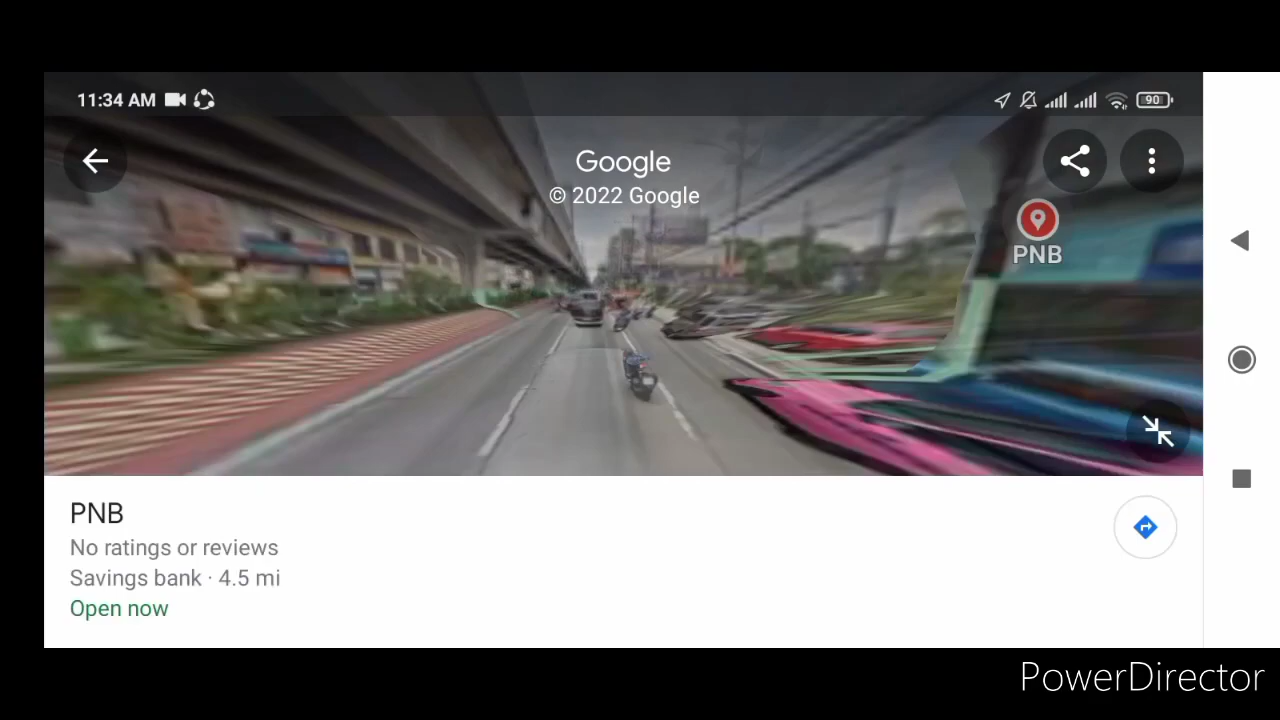 11:34 AM
90
Google
© 2022 Google
PNB
PNB
No ratings or reviews
Savings bank · 4.5 mi
Open now
PowerDirector